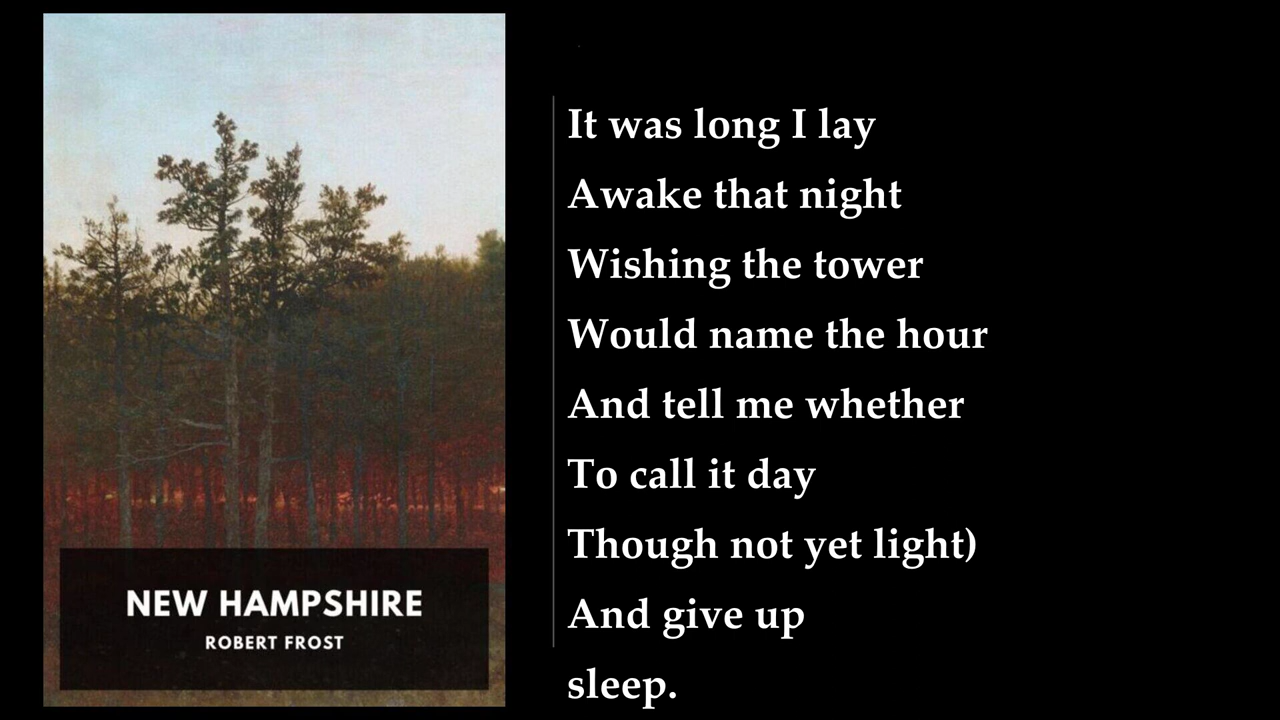 NEW HAMPSHIRE
ROBERT FROST
It was long I lay
Awake that night
Wishing the tower
Would name the hour
And tell me whether
To call it day
Though not yet light)
And give up
sleep.